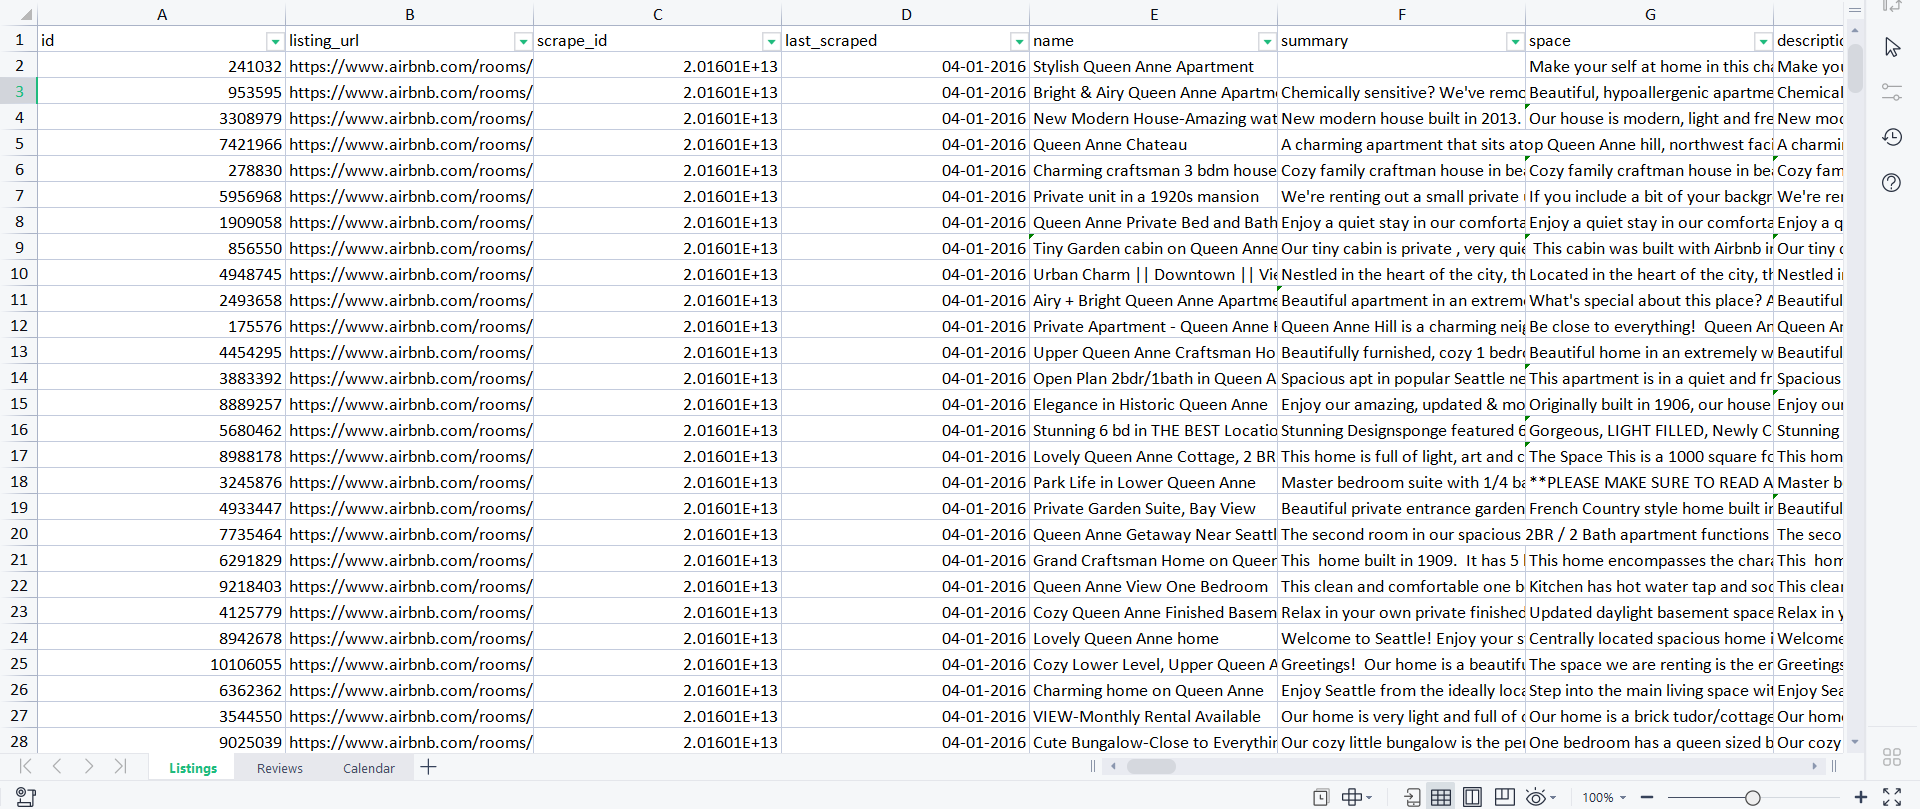 A B C D E F G
1 id listing_url scrape_id last_scraped name summary space descriptic
2 241032 https://www.airbnb.com/rooms/ 2.01601E+13 04-01-2016 Stylish Queen Anne Apartment Make your self at home in this cha Make you
3 953595 https://www.airbnb.com/rooms/ 2.01601E+13 04-01-2016 Bright & Airy Queen Anne Apartme Chemically sensitive? We've remo Beautiful, hypoallergenic apartme Chemical
4 3308979 https://www.airbnb.com/rooms/ 2.01601E+13 04-01-2016 New Modern House-Amazing wat New modern house built in 2013. Our house is modern, light and fre New mod
5 7421966 https://www.airbnb.com/rooms/ 2.01601E+13 04-01-2016 Queen Anne Chateau A charming apartment that sits atop Queen Anne hill, northwest faci A charmi
6 278830 https://www.airbnb.com/rooms/ 2.01601E+13 04-01-2016 Charming craftsman 3 bdm house Cozy family craftman house in bea Cozy family craftman house in bea Cozy fam
7 5956968 https://www.airbnb.com/rooms/ 2.01601E+13 04-01-2016 Private unit in a 1920s mansion We're renting out a small private If you include a bit of your backgr We're rer
8 1909058 https://www.airbnb.com/rooms/ 2.01601E+13 04-01-2016 Queen Anne Private Bed and Bath Enjoy a quiet stay in our comforta Enjoy a quiet stay in our comforta Enjoy a q
9 856550 https://www.airbnb.com/rooms/ 2.01601E+13 04-01-2016 Tiny Garden cabin on Queen Anne Our tiny cabin is private , very quie This cabin was built with Airbnb in Our tiny c
10 4948745 https://www.airbnb.com/rooms/ 2.01601E+13 04-01-2016 Urban Charm || Downtown || Vie Nestled in the heart of the city, th Located in the heart of the city, th Nestled i
11 2493658 https://www.airbnb.com/rooms/ 2.01601E+13 04-01-2016 Airy + Bright Queen Anne Apartme Beautiful apartment in an extrem What's special about this place? A Beautiful
12 175576 https://www.airbnb.com/rooms/ 2.01601E+13 04-01-2016 Private Apartment - Queen Anne H Queen Anne Hill is a charming nei Be close to everything! Queen An Queen Ar
13 4454295 https://www.airbnb.com/rooms/ 2.01601E+13 04-01-2016 Upper Queen Anne Craftsman Ho Beautifully furnished, cozy 1 bedr Beautiful home in an extremely w Beautiful
14 3883392 https://www.airbnb.com/rooms/ 2.01601E+13 04-01-2016 Open Plan 2bdr/1bath in Queen A Spacious apt in popular Seattle ne This apartment is in a quiet and fr Spacious
15 8889257 https://www.airbnb.com/rooms/ 2.01601E+13 04-01-2016 Elegance in Historic Queen Anne Enjoy our amazing, updated & mo Originally built in 1906, our house Enjoy our
16 5680462 https://www.airbnb.com/rooms/ 2.01601E+13 04-01-2016 Stunning 6 bd in THE BEST Locatio Stunning Designsponge featured 6 Gorgeous, LIGHT FILLED, Newly C Stunning
17 8988178 https://www.airbnb.com/rooms/ 2.01601E+13 04-01-2016 Lovely Queen Anne Cottage, 2 BR This home is full of light, art and c The Space This is a 1000 square fo This hom
18 3245876 https://www.airbnb.com/rooms/ 2.01601E+13 04-01-2016 Park Life in Lower Queen Anne Master bedroom suite with 1/4 ba **PLEASE MAKE SURE TO READ A Master b
19 4933447 https://www.airbnb.com/rooms/ 2.01601E+13 04-01-2016 Private Garden Suite, Bay View Beautiful private entrance garden French Country style home built in Beautiful
20 7735464 https://www.airbnb.com/rooms/ 2.01601E+13 04-01-2016 Queen Anne Getaway Near Seattl The second room in our spacious 2BR / 2 Bath apartment functions The seco
21 6291829 https://www.airbnb.com/rooms/ 2.01601E+13 04-01-2016 Grand Craftsman Home on Queer This home built in 1909. It has 5 This home encompasses the chara This hom
22 9218403 https://www.airbnb.com/rooms/ 2.01601E+13 04-01-2016 Queen Anne View One Bedroom This clean and comfortable one b Kitchen has hot water tap and soc This clear
23 4125779 https://www.airbnb.com/rooms/ 2.01601E+13 04-01-2016 Cozy Queen Anne Finished Basem Relax in your own private finished Updated daylight basement space Relax in y
24 8942678 https://www.airbnb.com/rooms/ 2.01601E+13 04-01-2016 Lovely Queen Anne home Welcome to Seattle! Enjoy your s Centrally located spacious home i Welcome
25 10106055 https://www.airbnb.com/rooms/ 2.01601E+13 04-01-2016 Cozy Lower Level, Upper Queen A Greetings! Our home is a beautifu The space we are renting is the er Greetings
26 6362362 https://www.airbnb.com/rooms/ 2.01601E+13 04-01-2016 Charming home on Queen Anne Enjoy Seattle from the ideally loca Step into the main living space wit Enjoy Sea
27 3544550 https://www.airbnb.com/rooms/ 2.01601E+13 04-01-2016 VIEW-Monthly Rental Available Our home is very light and full of c Our home is a brick tudor/cottage Our home
28 9025039 https://www.airbnb.com/rooms/ 2.01601E+13 04-01-2016 Cute Bungalow-Close to Everythin Our cozy little bungalow is the per One bedroom has a queen sized b Our cozy
Listings Reviews Calendar
100%